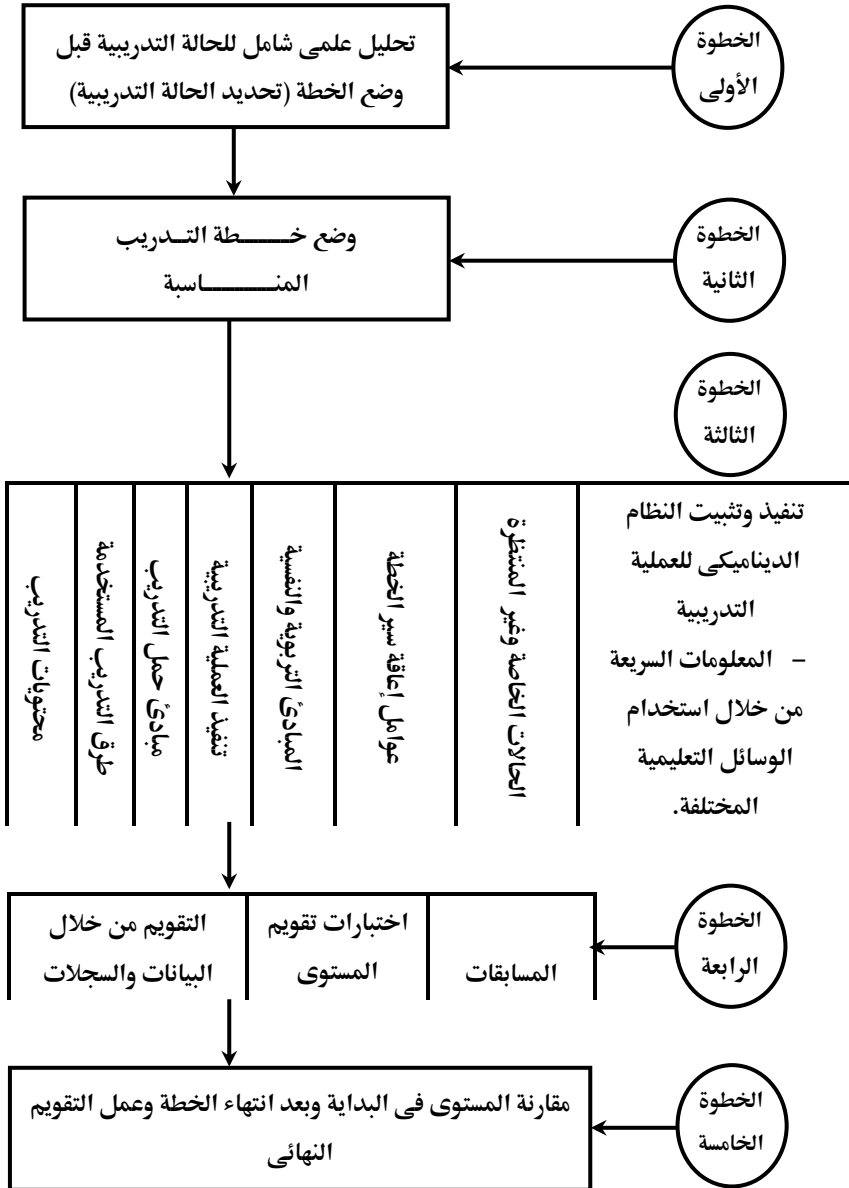 الخطوة
الأولى
تحليل علمى شامل للحالة التدريبية قبل
وضع الخطة (تحديد الحالة التدريبية)
الخطوة
الثانية
وضع خـــــــطة التــدريب
المنــــــــــاسبة
الخطوة
الثالثة
تنفيذ وتثبيت النظام
الديناميكى للعملية
التدريبية
- المعلومات السريعة
من خلال استخدام
الوسائل التعليمية
المختلفة.
الحالات الخاصة وغير المنتظرة
عوامل إعاقة سير الخطة
المبادئ التربوية والنفسية
تنفيذ العملية التدريبية
مبادئ حمل التدريب
طرق التدريب المستخدمة
محتويات التدريب
الخطوة
الرابعة
المسابقات
اختبارات تقويم
المستوى
التقويم من خلال
البيانات والسجلات
الخطوة
الخامسة
مقارنة المستوى فى البداية وبعد انتهاء الخطة وعمل التقويم
النهائى